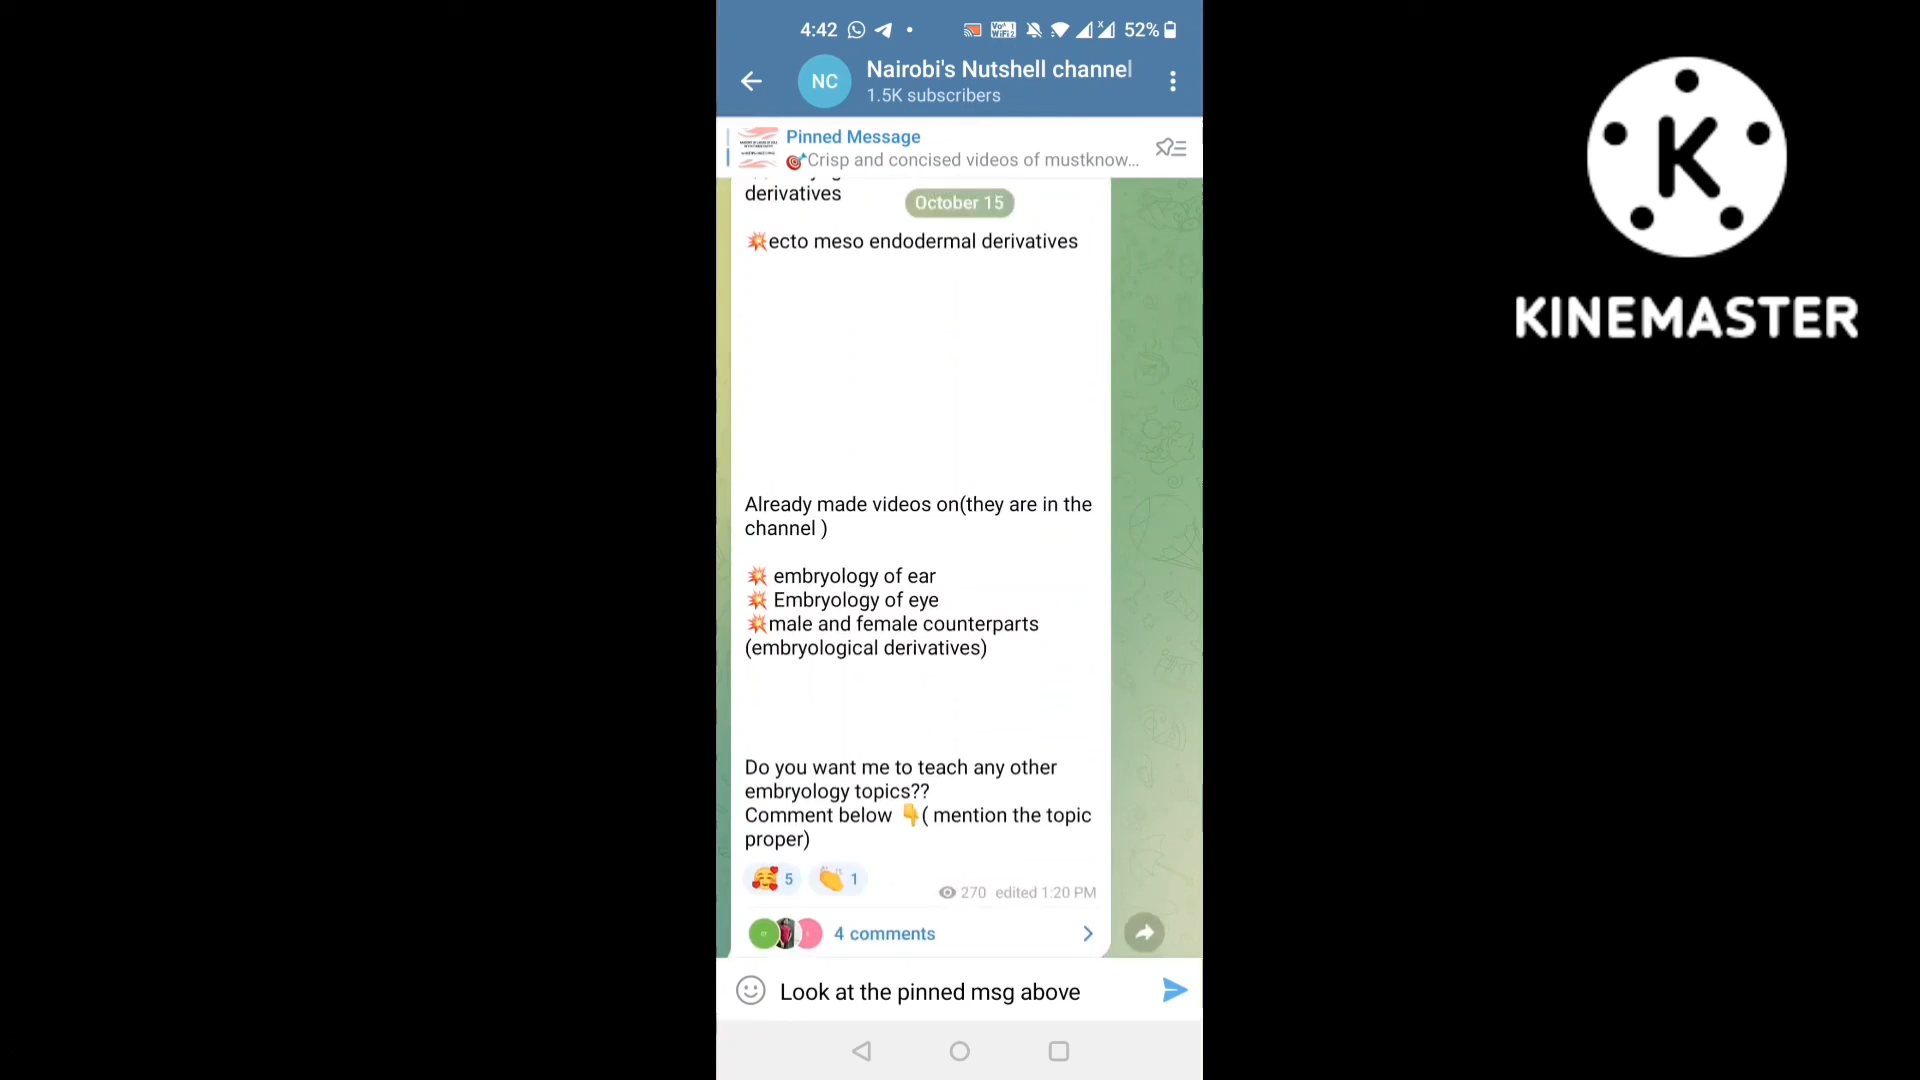 4:42
52%
NC
Nairobi's Nutshell channel
1.5K subscribers
Pinned Message
🎯Crisp and concised videos of mustknow...
derivatives
October 15
💥ecto meso endodermal derivatives
Already made videos on(they are in the
channel )
💥 embryology of ear
💥 Embryology of eye
💥male and female counterparts
(embryological derivatives)
Do you want me to teach any other
embryology topics??
Comment below 👇( mention the topic
proper)
🥰 5 👏 1
270 edited 1:20 PM
4 comments
Look at the pinned msg above
K
KINEMASTER